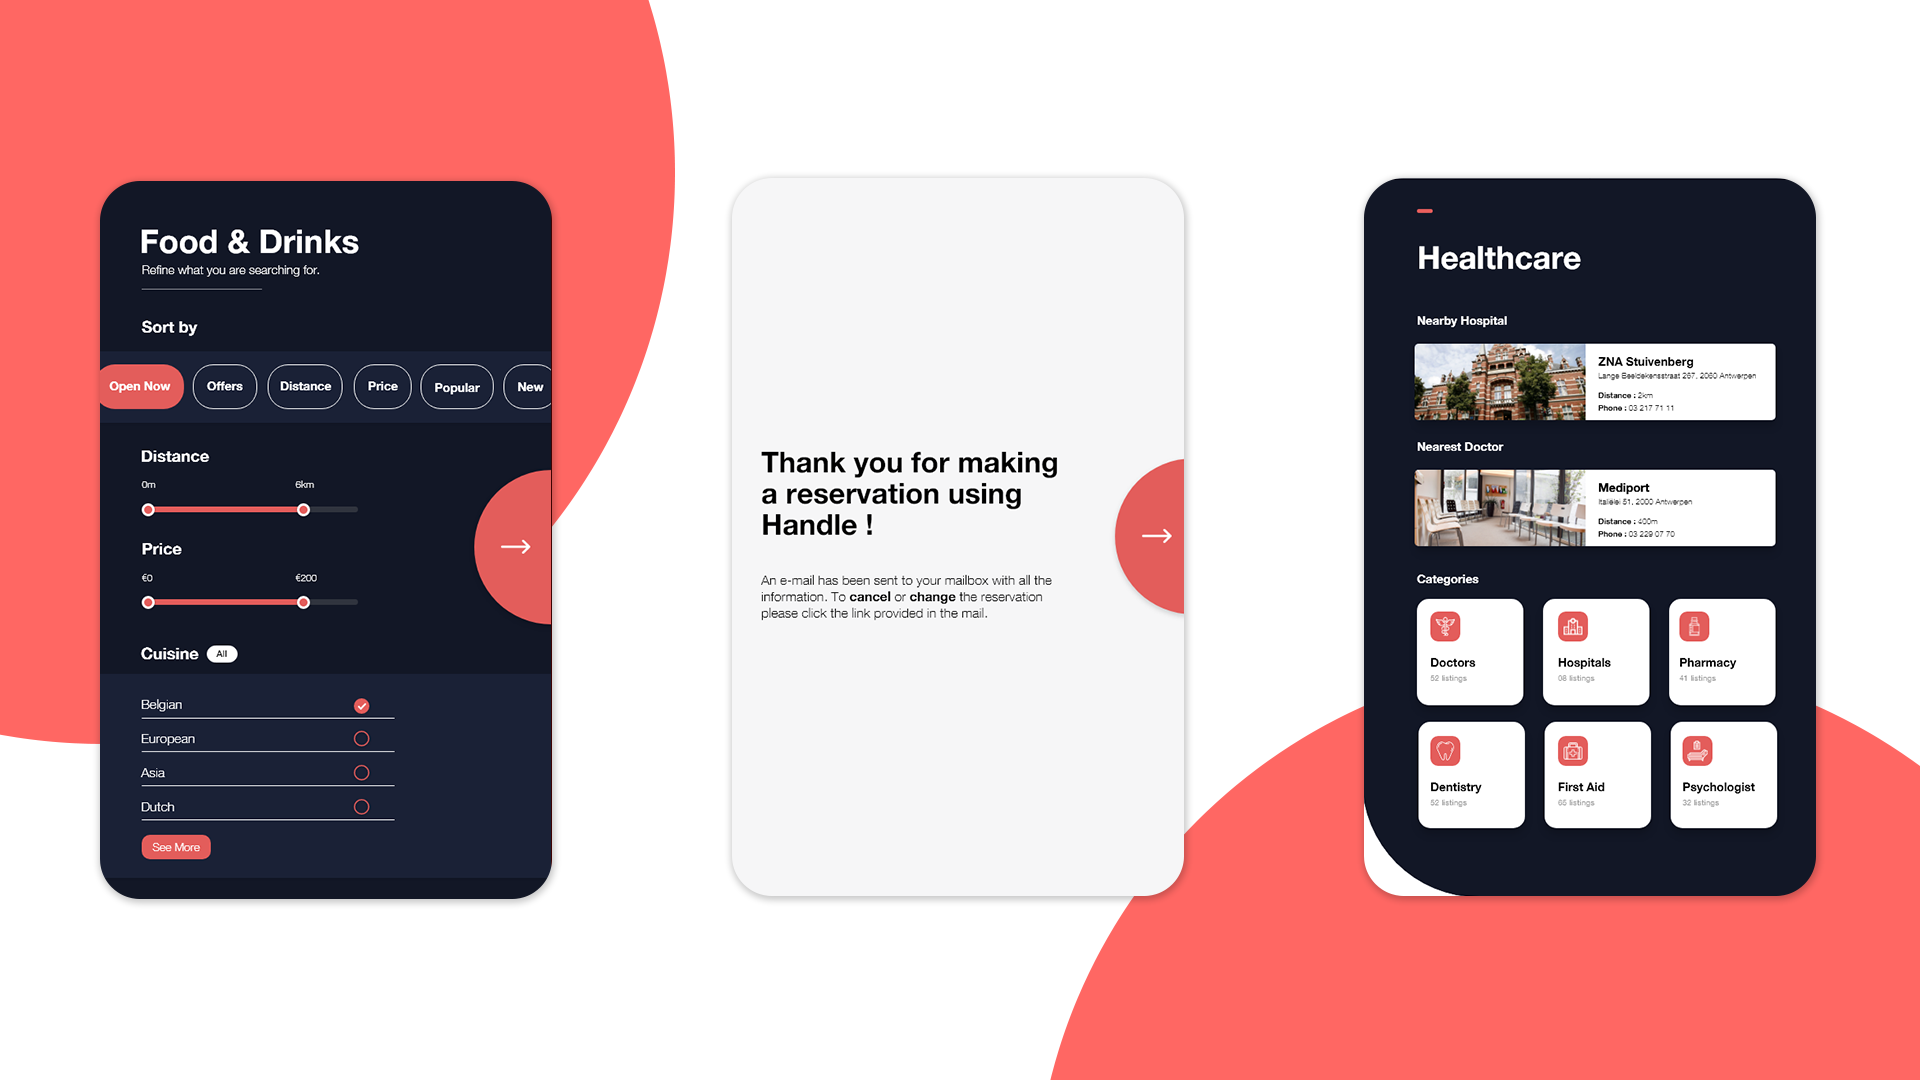 Food & Drinks
Refine what you are searching for.
Sort by
Open Now
Offers
Distance
Price
Popular
New
Distance
0m
6km
Price
€0
€200
Cuisine
All
Belgian
European
Asia
Dutch
See More
Thank you for making
a reservation using
Handle !
An e-mail has been sent to your mailbox with all the
information. To cancel or change the reservation
please click the link provided in the mail.
Healthcare
Nearby Hospital
ZNA Stuivenberg
Lange Beeldekensstraat 267, 2060 Antwerpen
Distance : 2km
Phone : 03 217 71 11
Nearest Doctor
Mediport
Italielei 51, 2000 Antwerpen
Distance : 400m
Phone : 03 229 07 70
Categories
Doctors
52 listings
Hospitals
08 listings
Pharmacy
41 listings
Dentistry
52 listings
First Aid
65 listings
Psychologist
32 listings